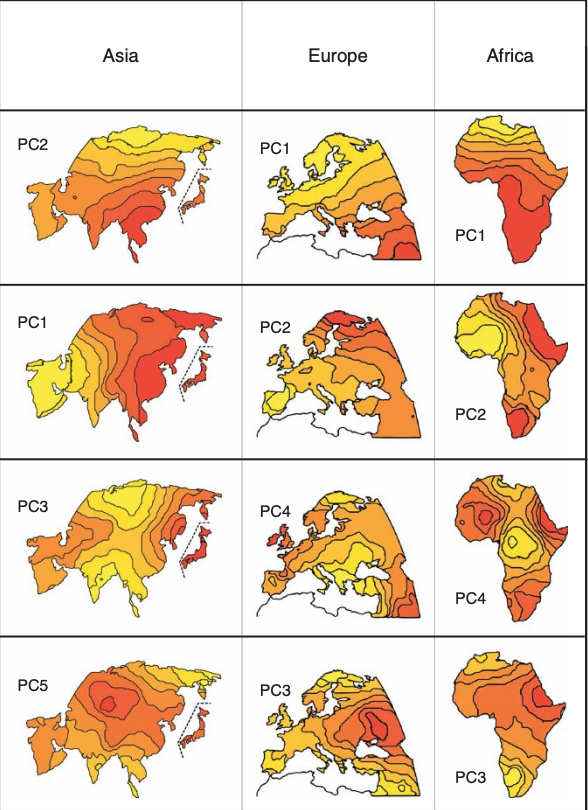 Asia Europe Africa
PC2 PC1 PC1
PC1 PC2 PC2
PC3 PC4 PC4
PC5 PC3 PC3